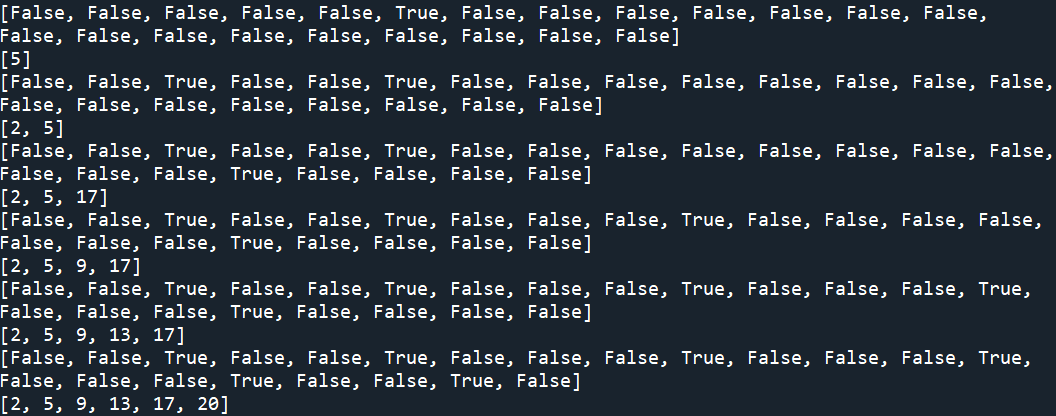 [False, False, False, False, False, True, False, False, False, False, False, False, False,
False, False, False, False, False, False, False, False, False]
[5]
[False, False, True, False, False, True, False, False, False, False, False, False, False, False,
False, False, False, False, False, False, False, False]
[2, 5]
[False, False, True, False, False, True, False, False, False, False, False, False, False, False,
False, False, False, True, False, False, False, False]
[2, 5, 17]
[False, False, True, False, False, True, False, False, False, True, False, False, False, False,
False, False, False, True, False, False, False, False]
[2, 5, 9, 17]
[False, False, True, False, False, True, False, False, False, True, False, False, False, True,
False, False, False, True, False, False, False, False]
[2, 5, 9, 13, 17]
[False, False, True, False, False, True, False, False, False, True, False, False, False, True,
False, False, False, True, False, False, True, False]
[2, 5, 9, 13, 17, 20]